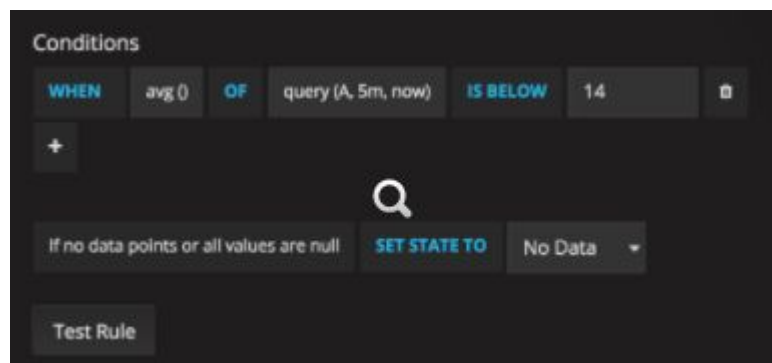 Conditions
WHEN avg () OF query (A, 5m, now) IS BELOW 14
+
If no data points or all values are null SET STATE TO No Data
Test Rule